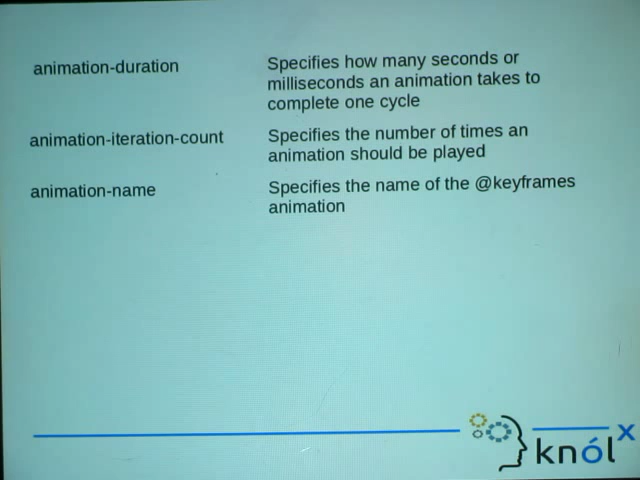 animation-duration
Specifies how many seconds or
milliseconds an animation takes to
complete one cycle
animation-iteration-count
Specifies the number of times an
animation should be played
animation-name
Specifies the name of the @keyframes
animation
knólx